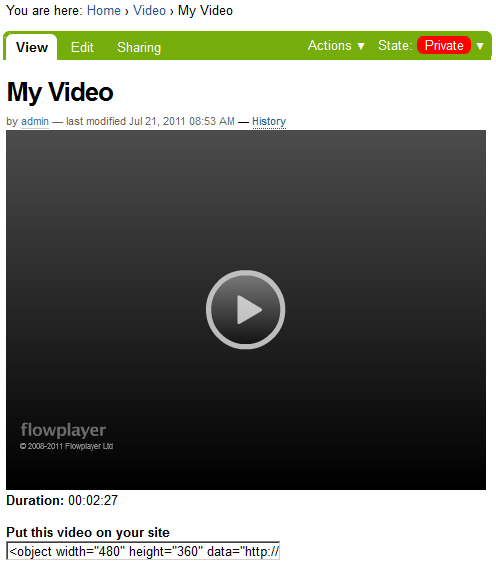 You are here: Home › Video › My Video
View Edit Sharing Actions ▼ State: Private ▼
My Video
by admin — last modified Jul 21, 2011 08:53 AM — History
flowplayer
© 2008-2011 Flowplayer Ltd
Duration: 00:02:27
Put this video on your site
<object width="480" height="360" data="http://